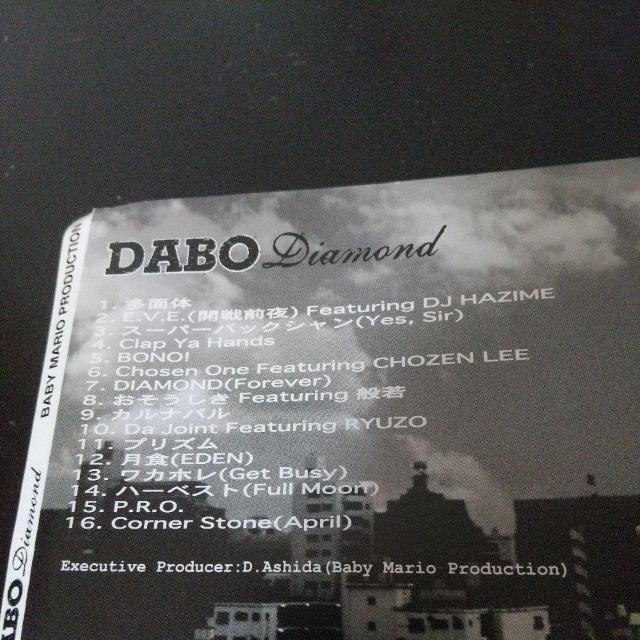 DABO Diamond
1. 多面体
2. E.V.E.(開戦前夜) Featuring DJ HAZIME
3. スーパーバックシャン(Yes, Sir)
4. Clap Ya Hands
5. BONO!
6. Chosen One Featuring CHOZEN LEE
7. DIAMOND(Forever)
8. おそうしき Featuring 般若
9. カルナバル
10. Da Joint Featuring RYUZO
11. プリズム
12. 月食(EDEN)
13. ワカホレ(Get Busy)
14. ハーベスト(Full Moon)
15. P.R.O.
16. Corner Stone(April)
Executive Producer:D.Ashida(Baby Mario Production)
BABY MARIO PRODUCTION
ABO Diamond